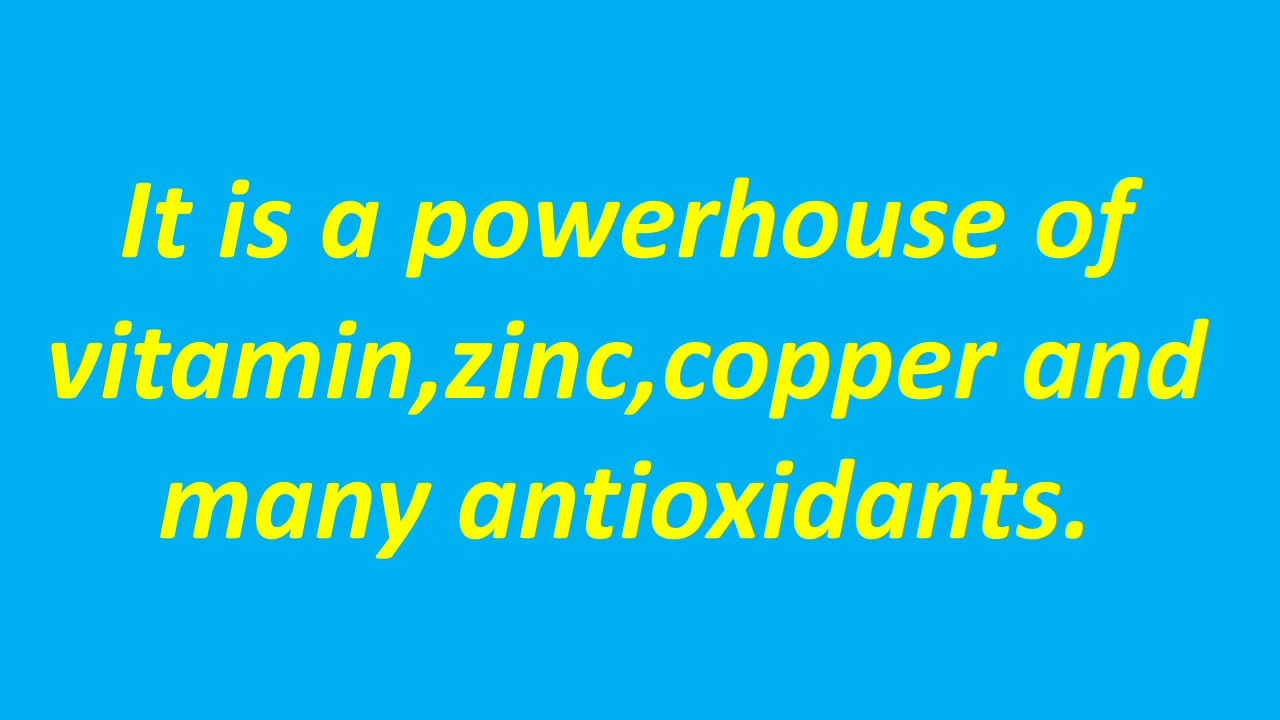 It is a powerhouse of
vitamin,zinc,copper and
many antioxidants.